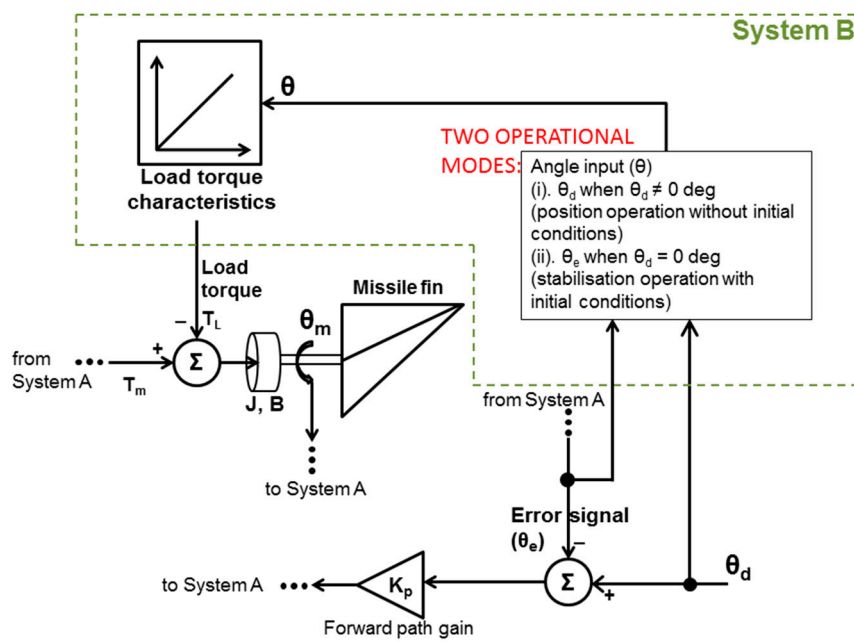 System B
θ
TWO OPERATIONAL
MODES:
Angle input (θ)
(i). θd when θd ≠ 0 deg
(position operation without initial
conditions)
(ii). θe when θd = 0 deg
(stabilisation operation with
initial conditions)
Load torque
characteristics
Load
torque
Missile fin
– TL
θm
from
System A
+
Tm
Σ
J, B
from System A
to System A
Error signal
(θe)
–
to System A
Kp
Σ
+
θd
Forward path gain